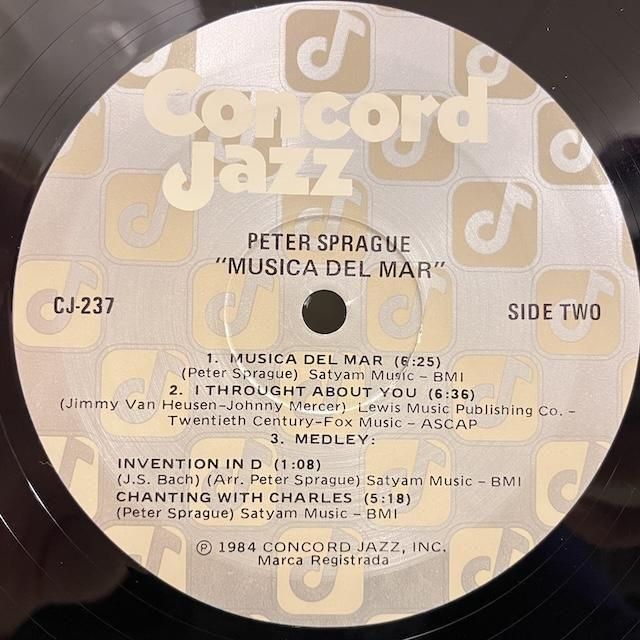 Concord
Jazz
PETER SPRAGUE
"MUSICA DEL MAR"
CJ-237
SIDE TWO
1. MUSICA DEL MAR (6:25)
(Peter Sprague) Satyam Music – BMI
2. I THROUGHT ABOUT YOU (6:36)
(Jimmy Van Heusen–Johnny Mercer) Lewis Music Publishing Co. –
Twentieth Century–Fox Music – ASCAP
3. MEDLEY:
INVENTION IN D (1:08)
(J.S. Bach) (Arr. Peter Sprague) Satyam Music – BMI
CHANTING WITH CHARLES (5:18)
(Peter Sprague) Satyam Music – BMI
℗ 1984 CONCORD JAZZ, INC.
Marca Registrada